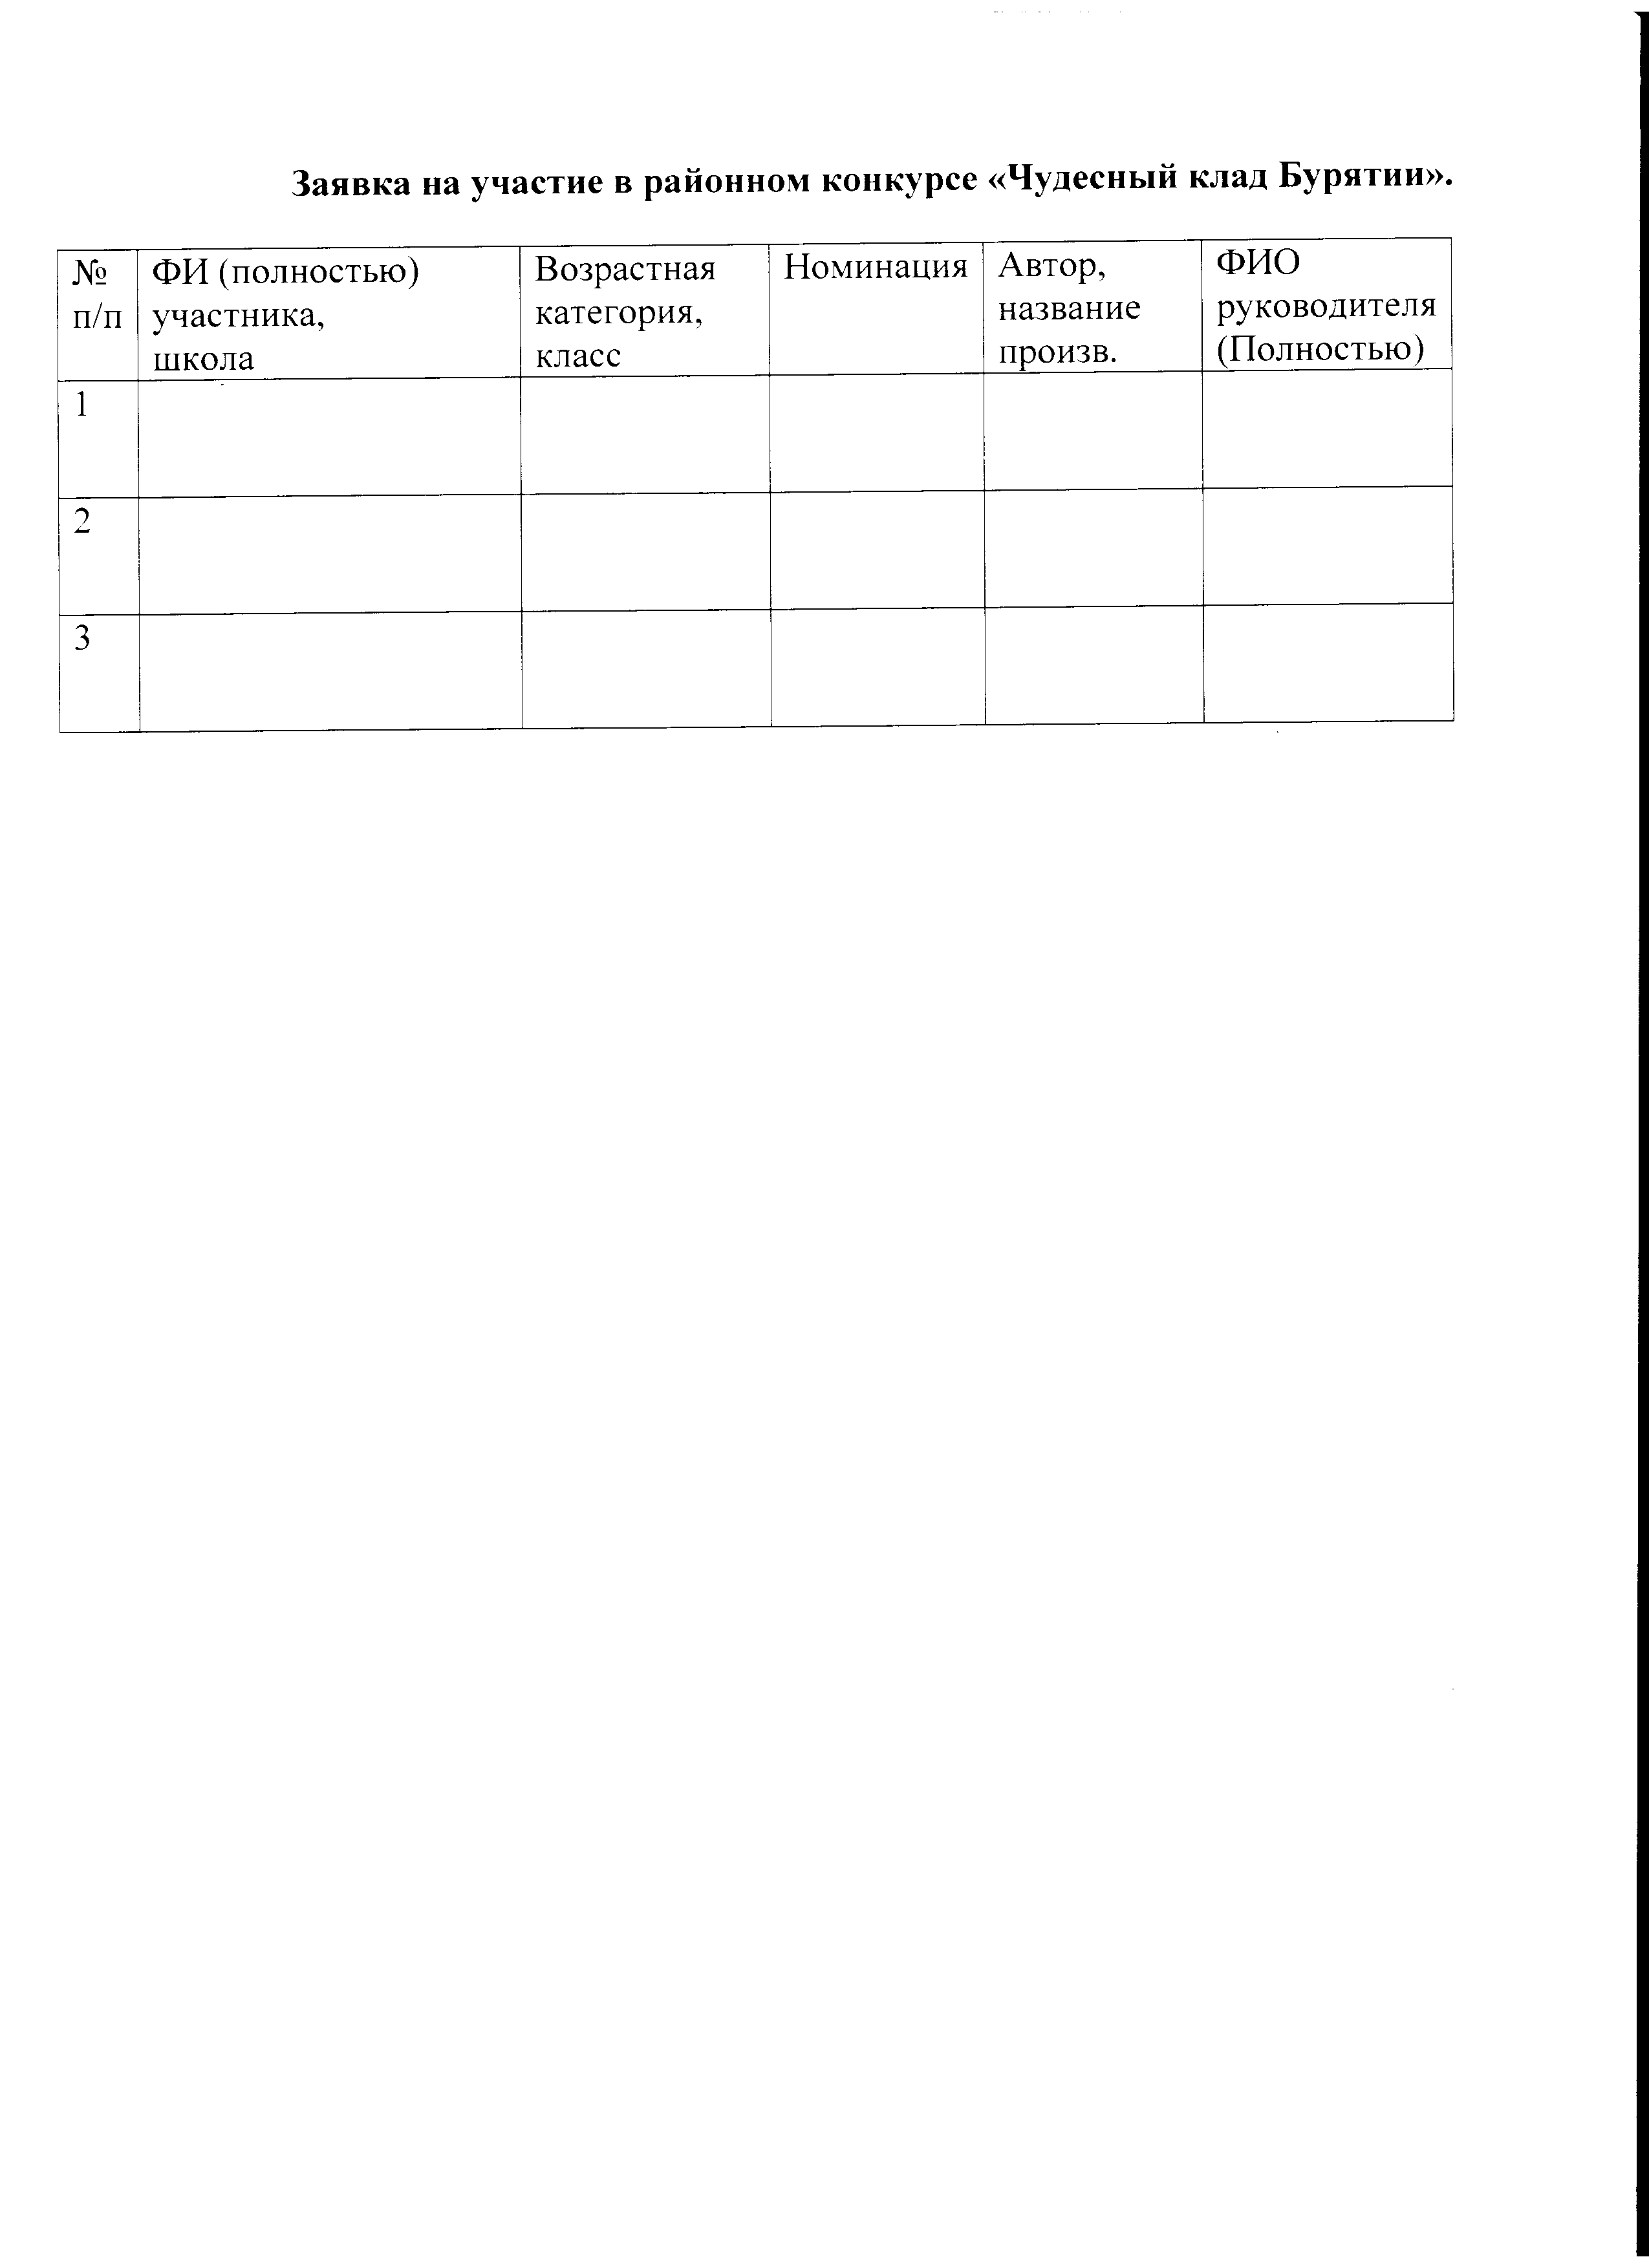 Заявка на участие в районном конкурсе «Чудесный клад Бурятии».
№ п/п
ФИ (полностью) участника, школа
Возрастная категория, класс
Номинация
Автор, название произв.
ФИО руководителя (Полностью)
1
2
3